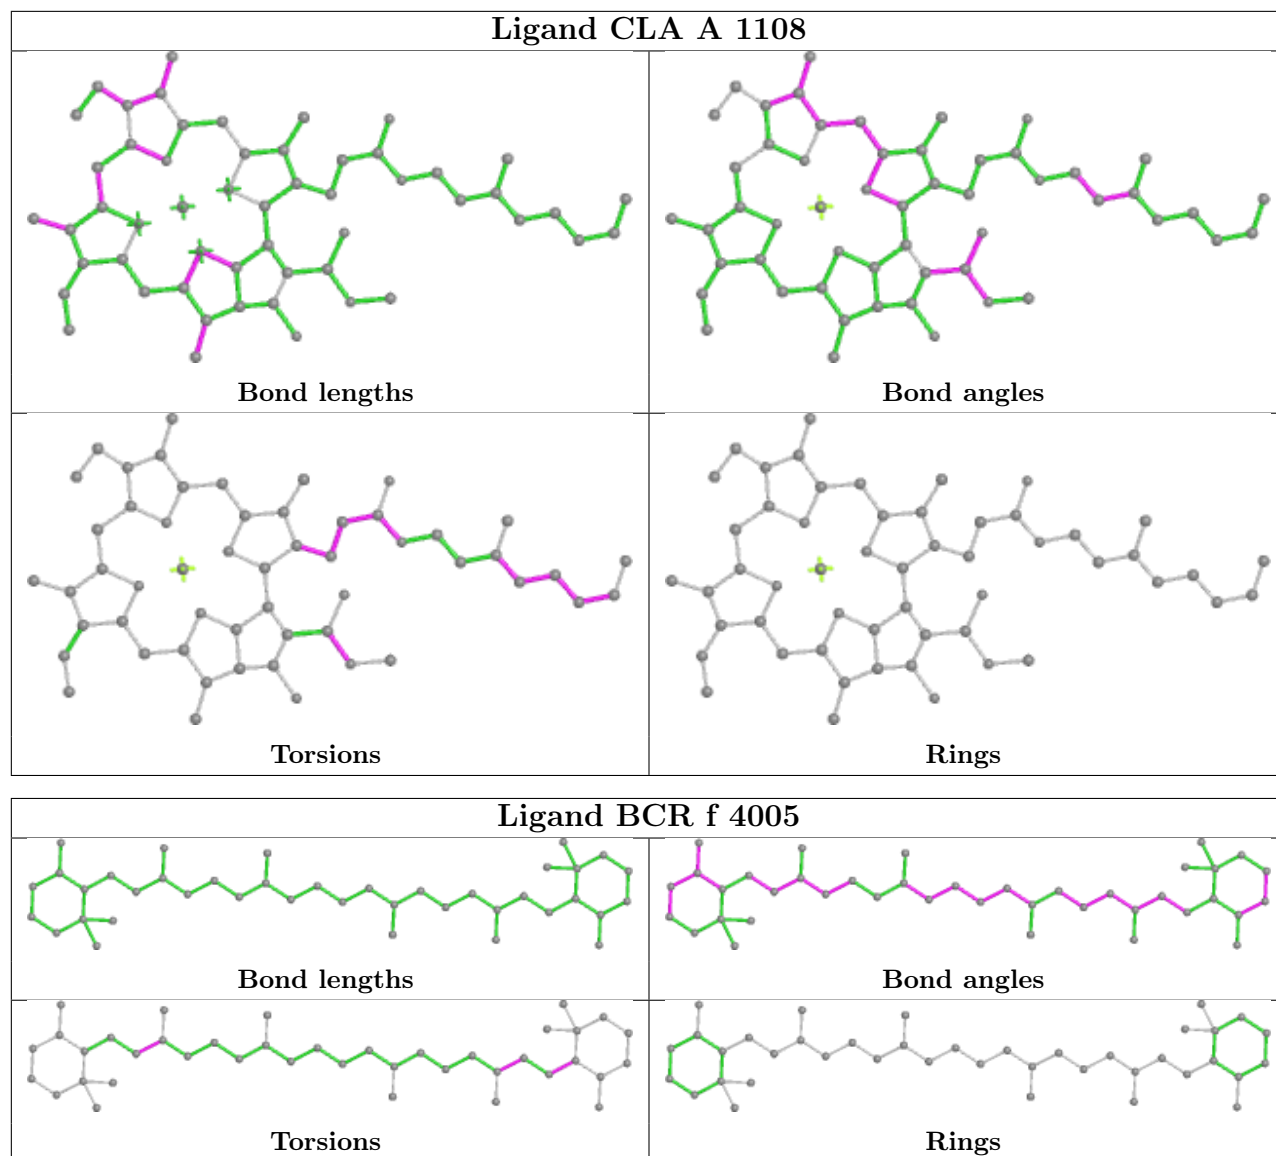 Ligand CLA A 1108
Bond lengths
Bond angles
Torsions
Rings
Ligand BCR f 4005
Bond lengths
Bond angles
Torsions
Rings